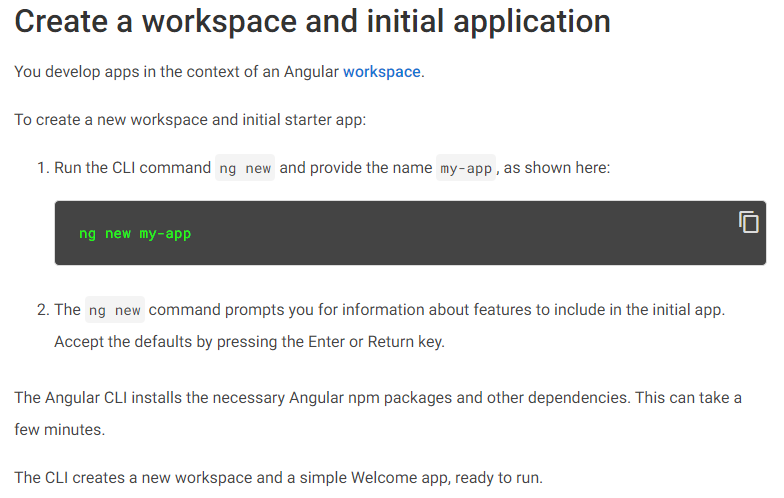 Create a workspace and initial application
You develop apps in the context of an Angular workspace.
To create a new workspace and initial starter app:
1. Run the CLI command ng new and provide the name my-app, as shown here:
ng new my-app
2. The ng new command prompts you for information about features to include in the initial app.
Accept the defaults by pressing the Enter or Return key.
The Angular CLI installs the necessary Angular npm packages and other dependencies. This can take a
few minutes.
The CLI creates a new workspace and a simple Welcome app, ready to run.